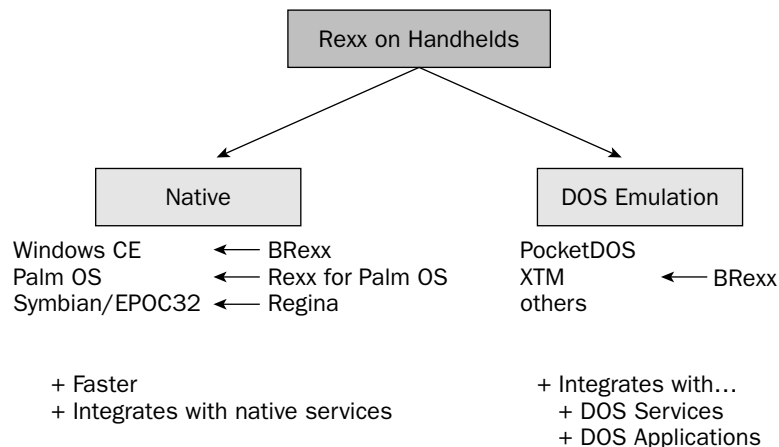 Rexx on Handhelds
Native
DOS Emulation
Windows CE BRexx
Palm OS Rexx for Palm OS
Symbian/EPOC32 Regina
PocketDOS
XTM BRexx
others
+ Faster
+ Integrates with native services
+ Integrates with…
+ DOS Services
+ DOS Applications